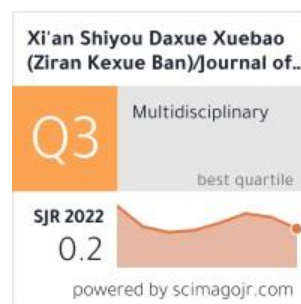 Xi'an Shiyou Daxue Xuebao
(Ziran Kexue Ban)/Journal of...
Q3
Multidisciplinary
best quartile
SJR 2022
0.2
powered by scimagojr.com